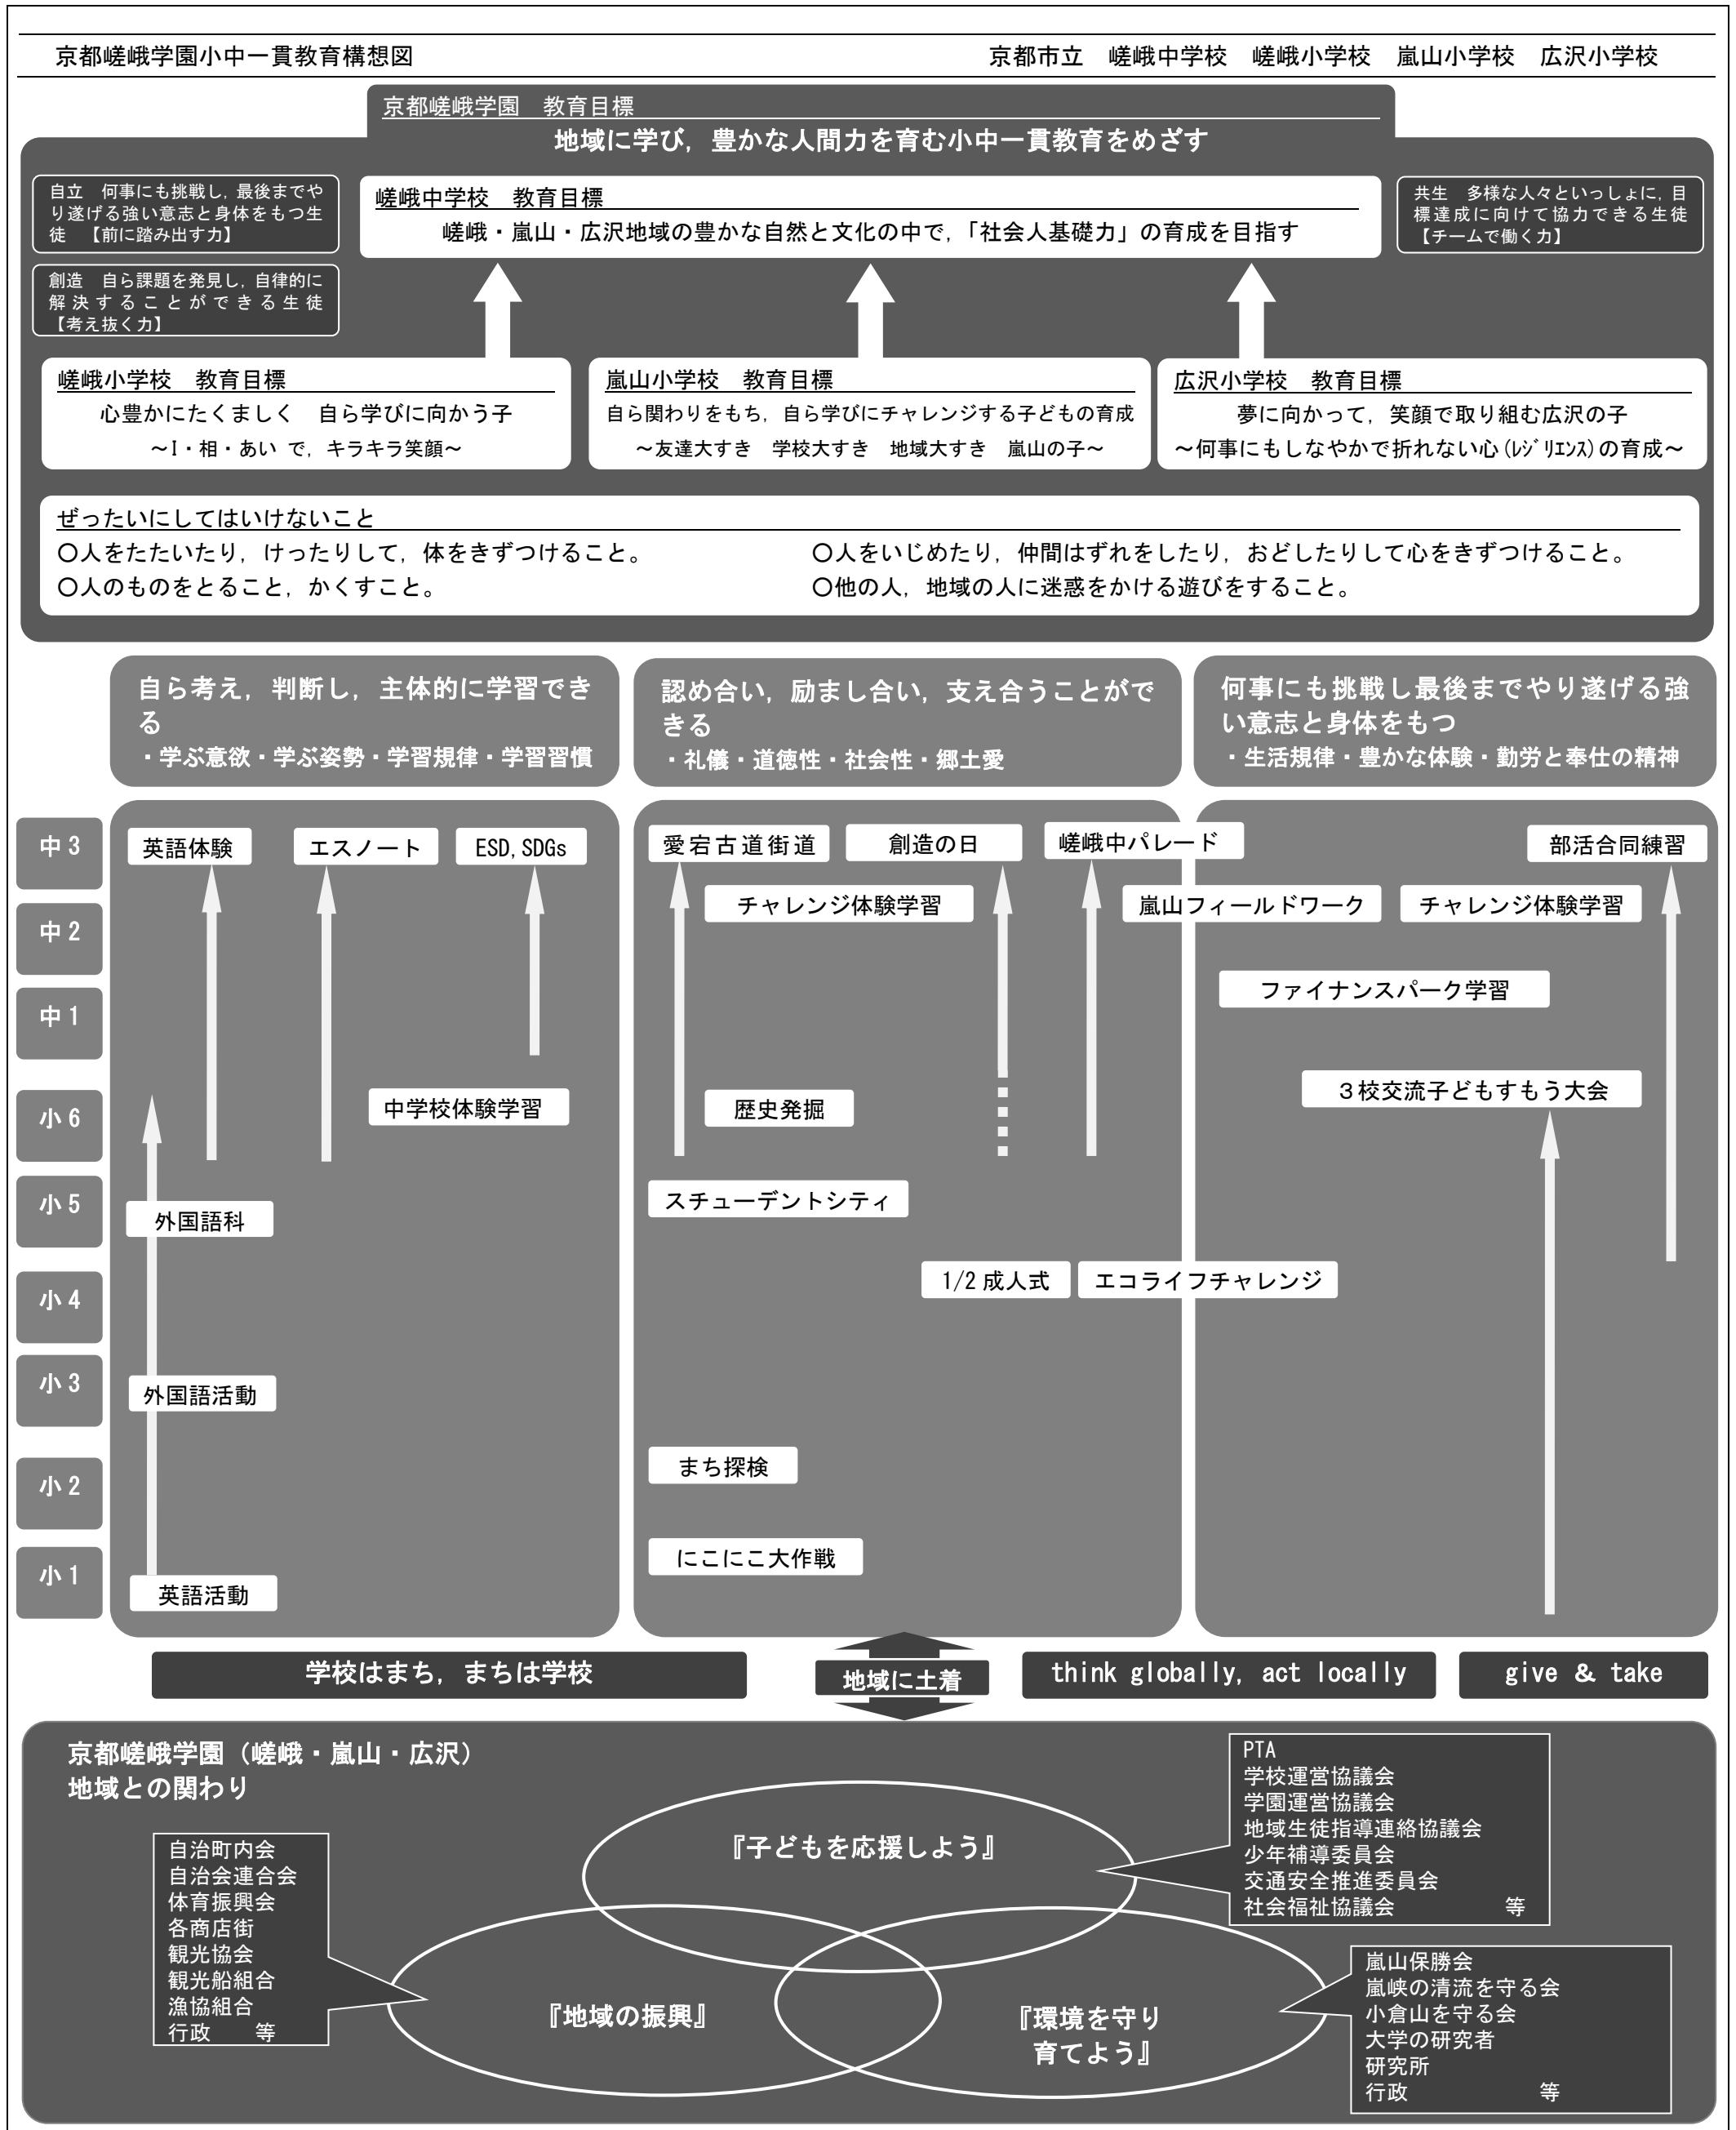 京都嵯峨学園小中一貫教育構想図
京都市立　嵯峨中学校　嵯峨小学校　嵐山小学校　広沢小学校
京都嵯峨学園　教育目標
地域に学び，豊かな人間力を育む小中一貫教育をめざす
自立　何事にも挑戦し，最後までや
り遂げる強い意志と身体をもつ生
徒　【前に踏み出す力】
創造　自ら課題を発見し，自律的に
解決することができる生徒
【考え抜く力】
嵯峨中学校　教育目標
嵯峨・嵐山・広沢地域の豊かな自然と文化の中で，「社会人基礎力」の育成を目指す
共生　多様な人々といっしょに，目
標達成に向けて協力できる生徒
【チームで働く力】
嵯峨小学校　教育目標
心豊かにたくましく　自ら学びに向かう子
～I・相・あい で，キラキラ笑顔～
嵐山小学校　教育目標
自ら関わりをもち，自ら学びにチャレンジする子どもの育成
～友達大すき　学校大すき　地域大すき　嵐山の子～
広沢小学校　教育目標
夢に向かって，笑顔で取り組む広沢の子
～何事にもしなやかで折れない心(ﾚｼﾞﾘｴﾝｽ)の育成～
ぜったいにしてはいけないこと
〇人をたたいたり，けったりして，体をきずつけること。
〇人をいじめたり，仲間はずれをしたり，おどしたりして心をきずつけること。
〇人のものをとること，かくすこと。
〇他の人，地域の人に迷惑をかける遊びをすること。
自ら考え，判断し，主体的に学習でき
る
・学ぶ意欲・学ぶ姿勢・学習規律・学習習慣
認め合い，励まし合い，支え合うことがで
きる
・礼儀・道徳性・社会性・郷土愛
何事にも挑戦し最後までやり遂げる強
い意志と身体をもつ
・生活規律・豊かな体験・勤労と奉仕の精神
中3
英語体験
エスノート
ESD,SDGs
愛宕古道街道
創造の日
嵯峨中パレード
部活合同練習
チャレンジ体験学習
嵐山フィールドワーク
チャレンジ体験学習
中2
ファイナンスパーク学習
中1
３校交流子どもすもう大会
小6
中学校体験学習
歴史発掘
小5
外国語科
スチューデントシティ
小4
1/2成人式
エコライフチャレンジ
小3
外国語活動
まち探検
小2
にこにこ大作戦
小1
英語活動
学校はまち，まちは学校
地域に土着
think globally, act locally
give ＆ take
京都嵯峨学園（嵯峨・嵐山・広沢）
地域との関わり
PTA
学校運営協議会
学園運営協議会
地域生徒指導連絡協議会
少年補導委員会
交通安全推進委員会
社会福祉協議会　　　　　等
『子どもを応援しよう』
自治町内会
自治会連合会
体育振興会
各商店街
観光協会
観光船組合
漁協組合
行政　　等
『地域の振興』
『環境を守り
育てよう』
嵐山保勝会
嵐峡の清流を守る会
小倉山を守る会
大学の研究者
研究所
行政　　　　　　等